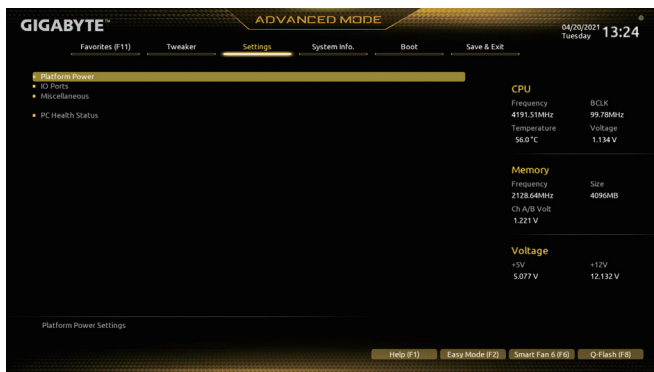 GIGABYTE™
ADVANCED MODE
04/20/2021 13:24
Tuesday
Favorites (F11) Tweaker Settings System Info. Boot Save & Exit
Platform Power
IO Ports
Miscellaneous
PC Health Status
CPU
Frequency BCLK
4191.51MHz 99.78MHz
Temperature Voltage
56.0 °C 1.134 V
Memory
Frequency Size
2128.64MHz 4096MB
Ch A/B Volt
1.221 V
Voltage
+5V +12V
5.077 V 12.132 V
Platform Power Settings
Help (F1) Easy Mode (F2) Smart Fan 6 (F6) Q-Flash (F8)